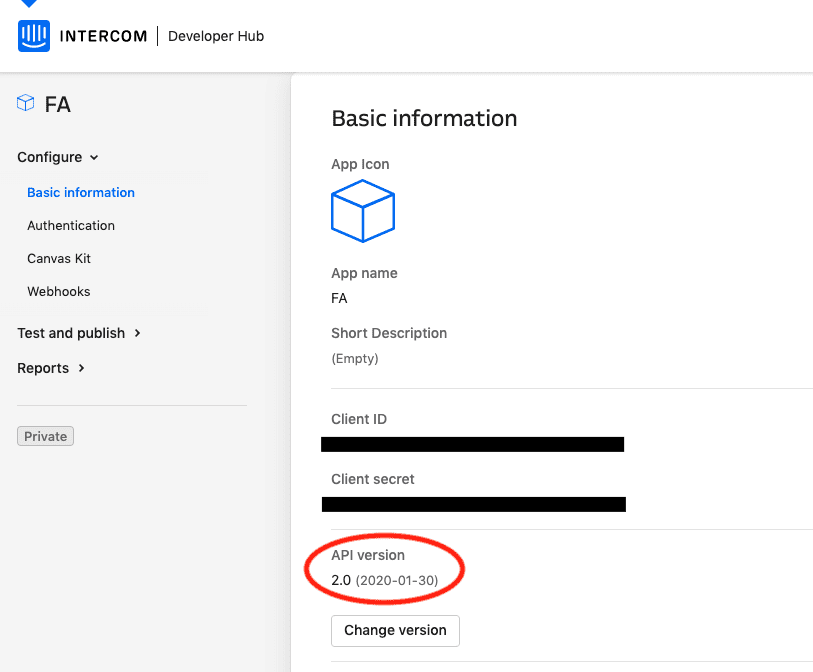 INTERCOM Developer Hub
FA
Configure
Basic information
Authentication
Canvas Kit
Webhooks
Test and publish
Reports
Private
Basic information
App Icon
App name
FA
Short Description
(Empty)
Client ID
Client secret
API version
2.0 (2020-01-30)
Change version